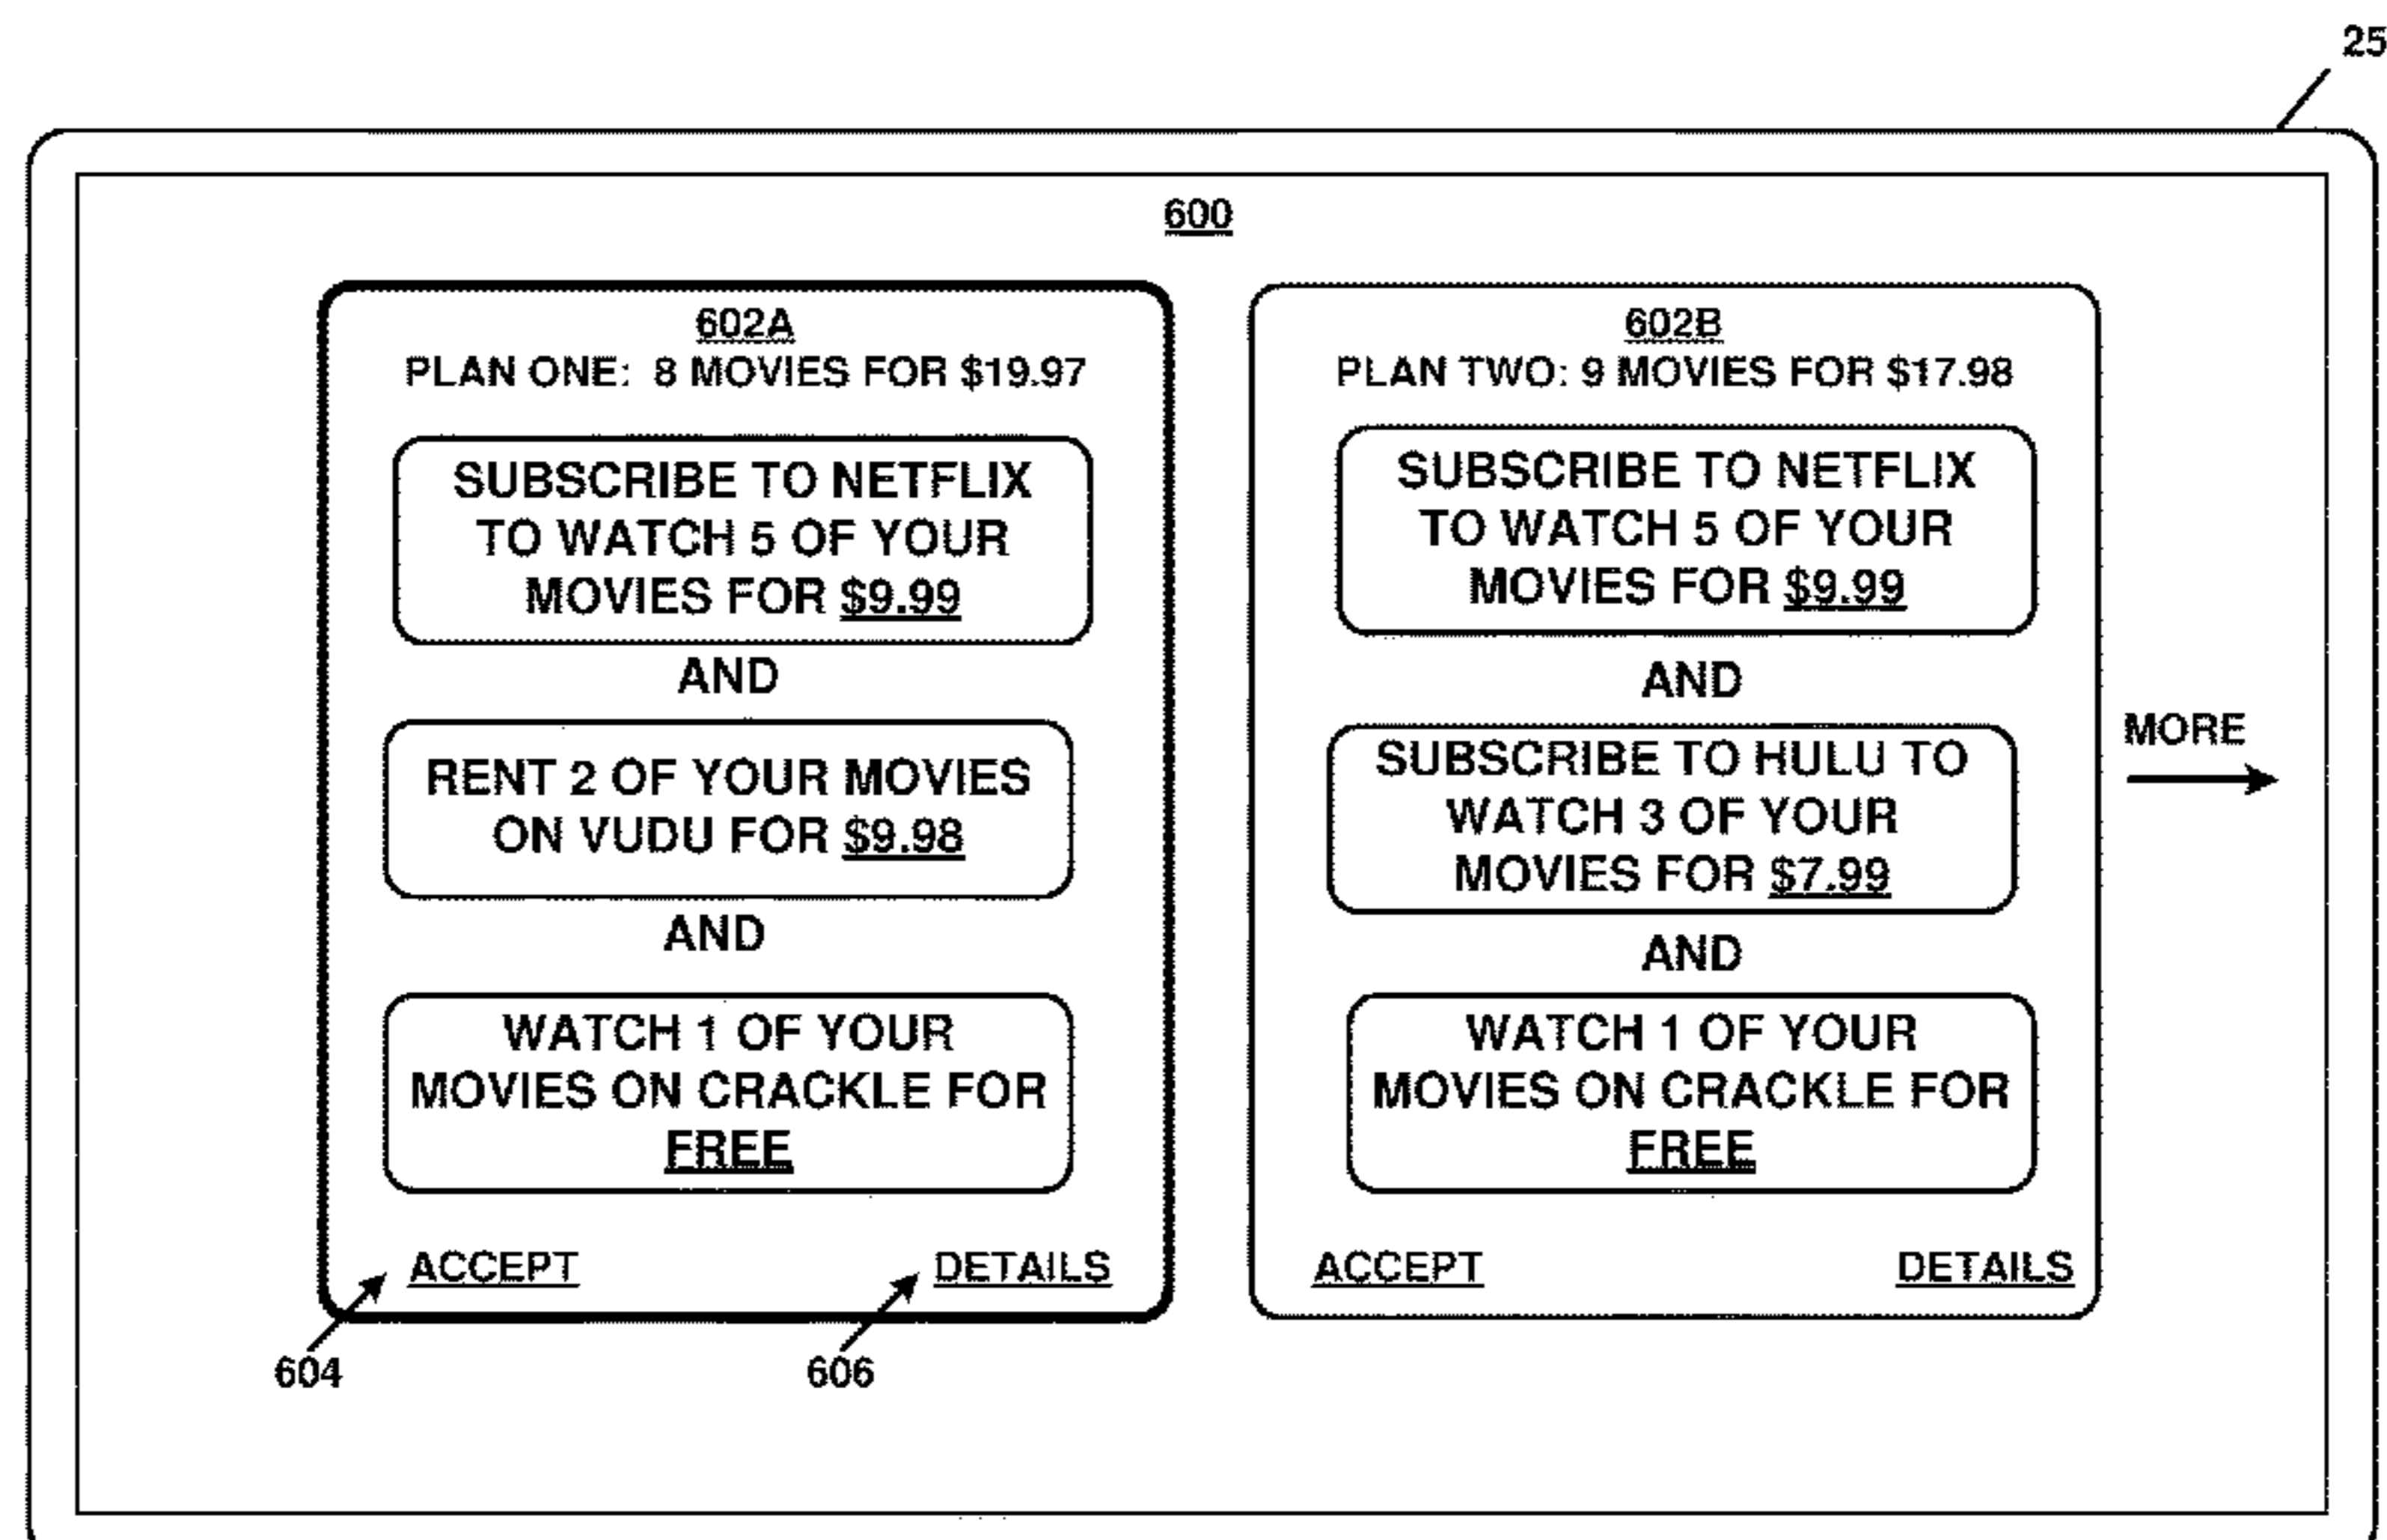 25
600
602A
PLAN ONE: 8 MOVIES FOR $19.97
SUBSCRIBE TO NETFLIX
TO WATCH 5 OF YOUR
MOVIES FOR $9.99
AND
RENT 2 OF YOUR MOVIES
ON VUDU FOR $9.98
AND
WATCH 1 OF YOUR
MOVIES ON CRACKLE FOR
FREE
ACCEPT
DETAILS
604
606
602B
PLAN TWO: 9 MOVIES FOR $17.98
SUBSCRIBE TO NETFLIX
TO WATCH 5 OF YOUR
MOVIES FOR $9.99
AND
SUBSCRIBE TO HULU TO
WATCH 3 OF YOUR
MOVIES FOR $7.99
AND
WATCH 1 OF YOUR
MOVIES ON CRACKLE FOR
FREE
ACCEPT
DETAILS
MORE